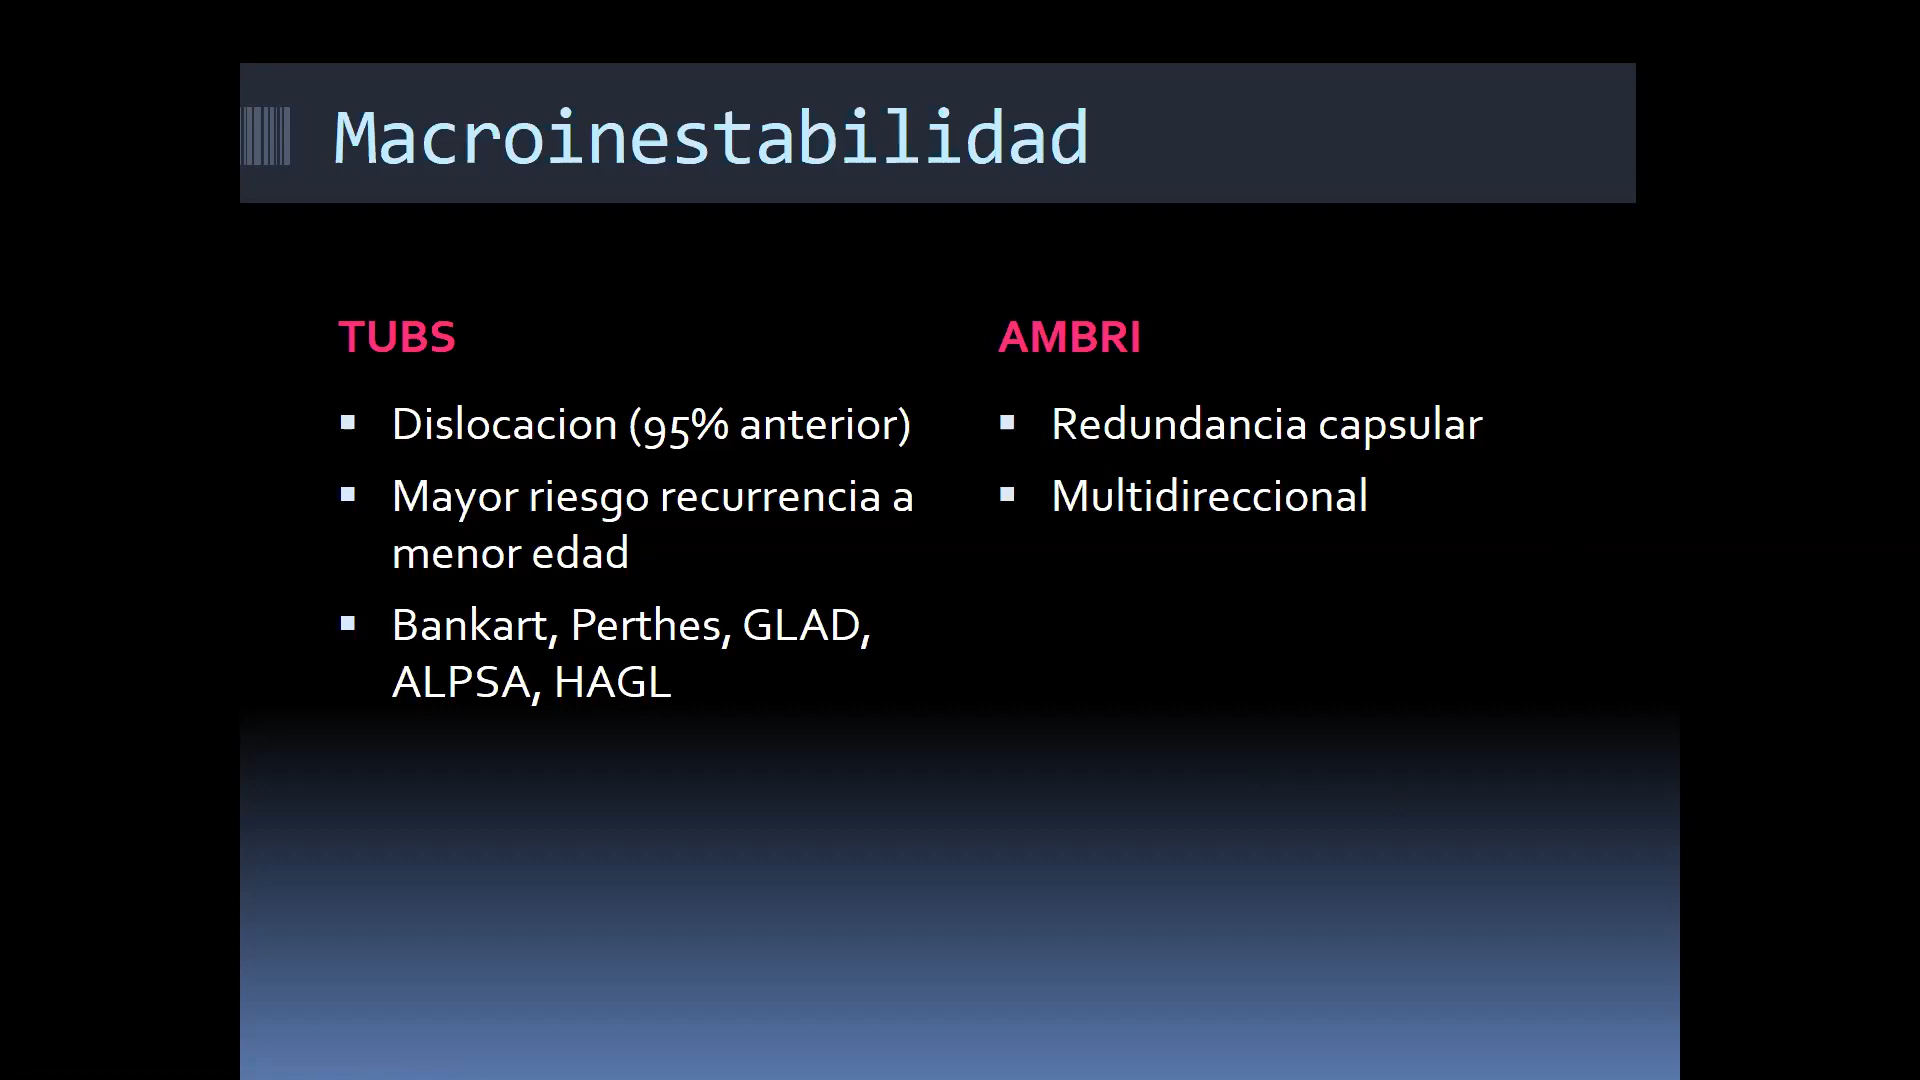 Macroinestabilidad
TUBS
Dislocacion (95% anterior)
Mayor riesgo recurrencia a
menor edad
Bankart, Perthes, GLAD,
ALPSA, HAGL
AMBRI
Redundancia capsular
Multidireccional